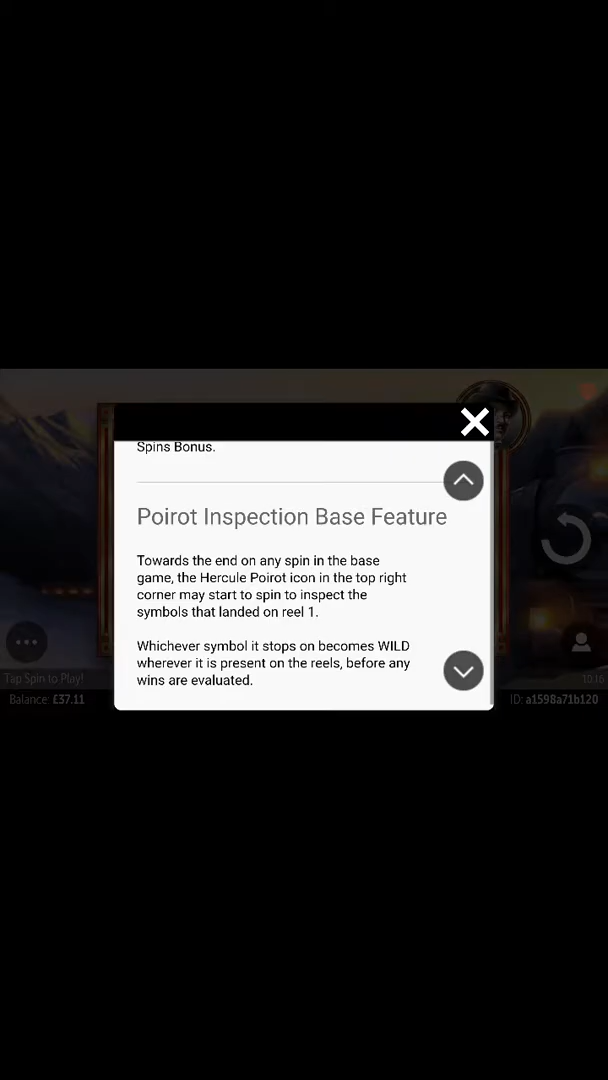 Spins Bonus.
Poirot Inspection Base Feature
Towards the end on any spin in the base
game, the Hercule Poirot icon in the top right
corner may start to spin to inspect the
symbols that landed on reel 1.
Whichever symbol it stops on becomes WILD
wherever it is present on the reels, before any
wins are evaluated.
Tap Spin to Play!
10:16
Balance: £37.11
ID: a1598a71b120